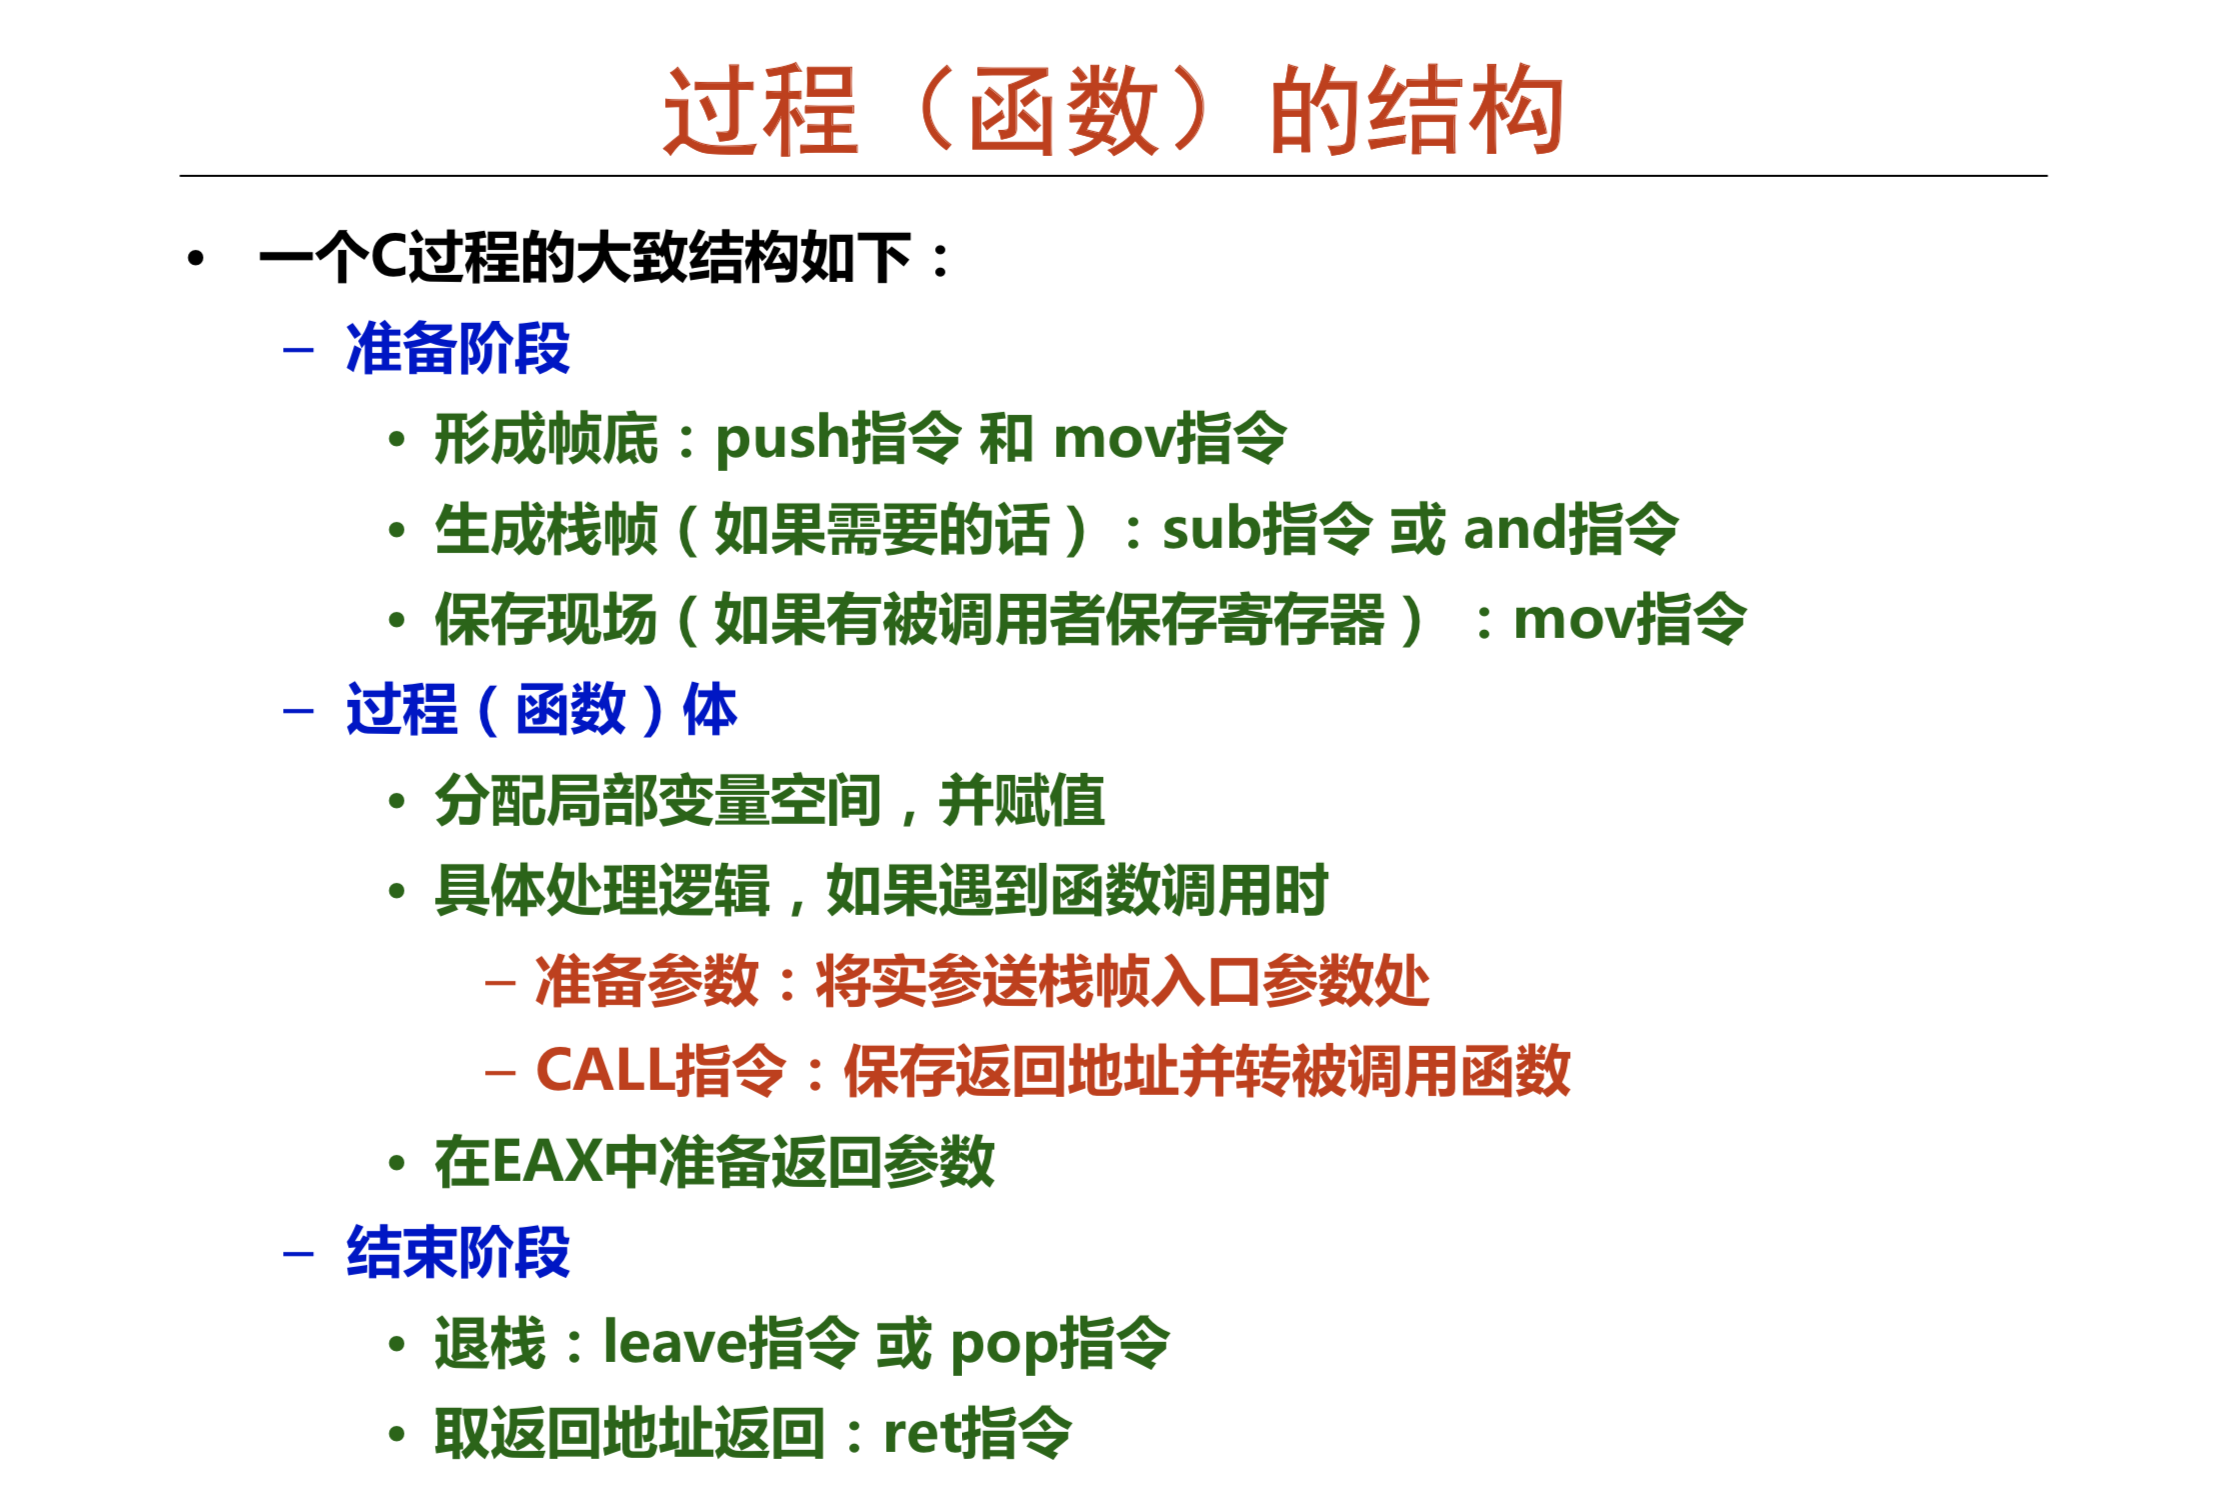 过程（函数）的结构
• 一个C过程的大致结构如下：
– 准备阶段
• 形成帧底：push指令 和 mov指令
• 生成栈帧（如果需要的话）：sub指令 或 and指令
• 保存现场（如果有被调用者保存寄存器）：mov指令
– 过程（函数）体
• 分配局部变量空间，并赋值
• 具体处理逻辑，如果遇到函数调用时
– 准备参数：将实参送栈帧入口参数处
– CALL指令：保存返回地址并转被调用函数
• 在EAX中准备返回参数
– 结束阶段
• 退栈：leave指令 或 pop指令
• 取返回地址返回：ret指令